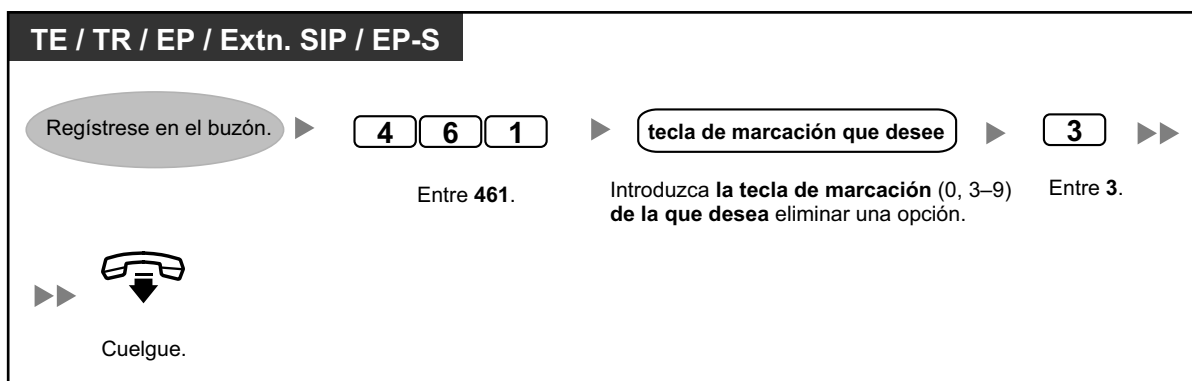 TE / TR / EP / Extn. SIP / EP-S
Regístrese en el buzón.
4 6 1
tecla de marcación que desee
3
Entre 461.
Introduzca la tecla de marcación (0, 3–9)
de la que desea eliminar una opción.
Entre 3.
Cuelgue.